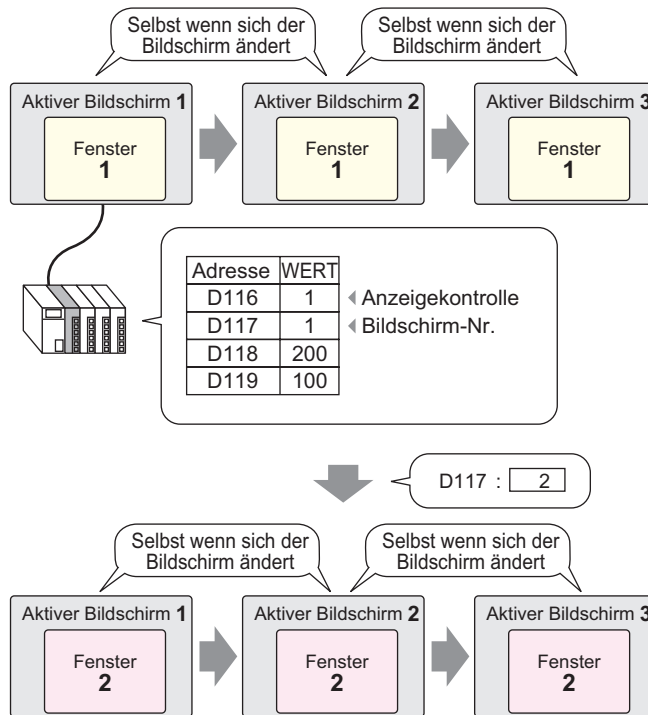 Selbst wenn sich der
Bildschirm ändert
Selbst wenn sich der
Bildschirm ändert
Aktiver Bildschirm 1
Fenster
1
Aktiver Bildschirm 2
Fenster
1
Aktiver Bildschirm 3
Fenster
1
Adresse WERT
D116 1 Anzeigekontrolle
D117 1 Bildschirm-Nr.
D118 200
D119 100
D117 : 2
Selbst wenn sich der
Bildschirm ändert
Selbst wenn sich der
Bildschirm ändert
Aktiver Bildschirm 1
Fenster
2
Aktiver Bildschirm 2
Fenster
2
Aktiver Bildschirm 3
Fenster
2